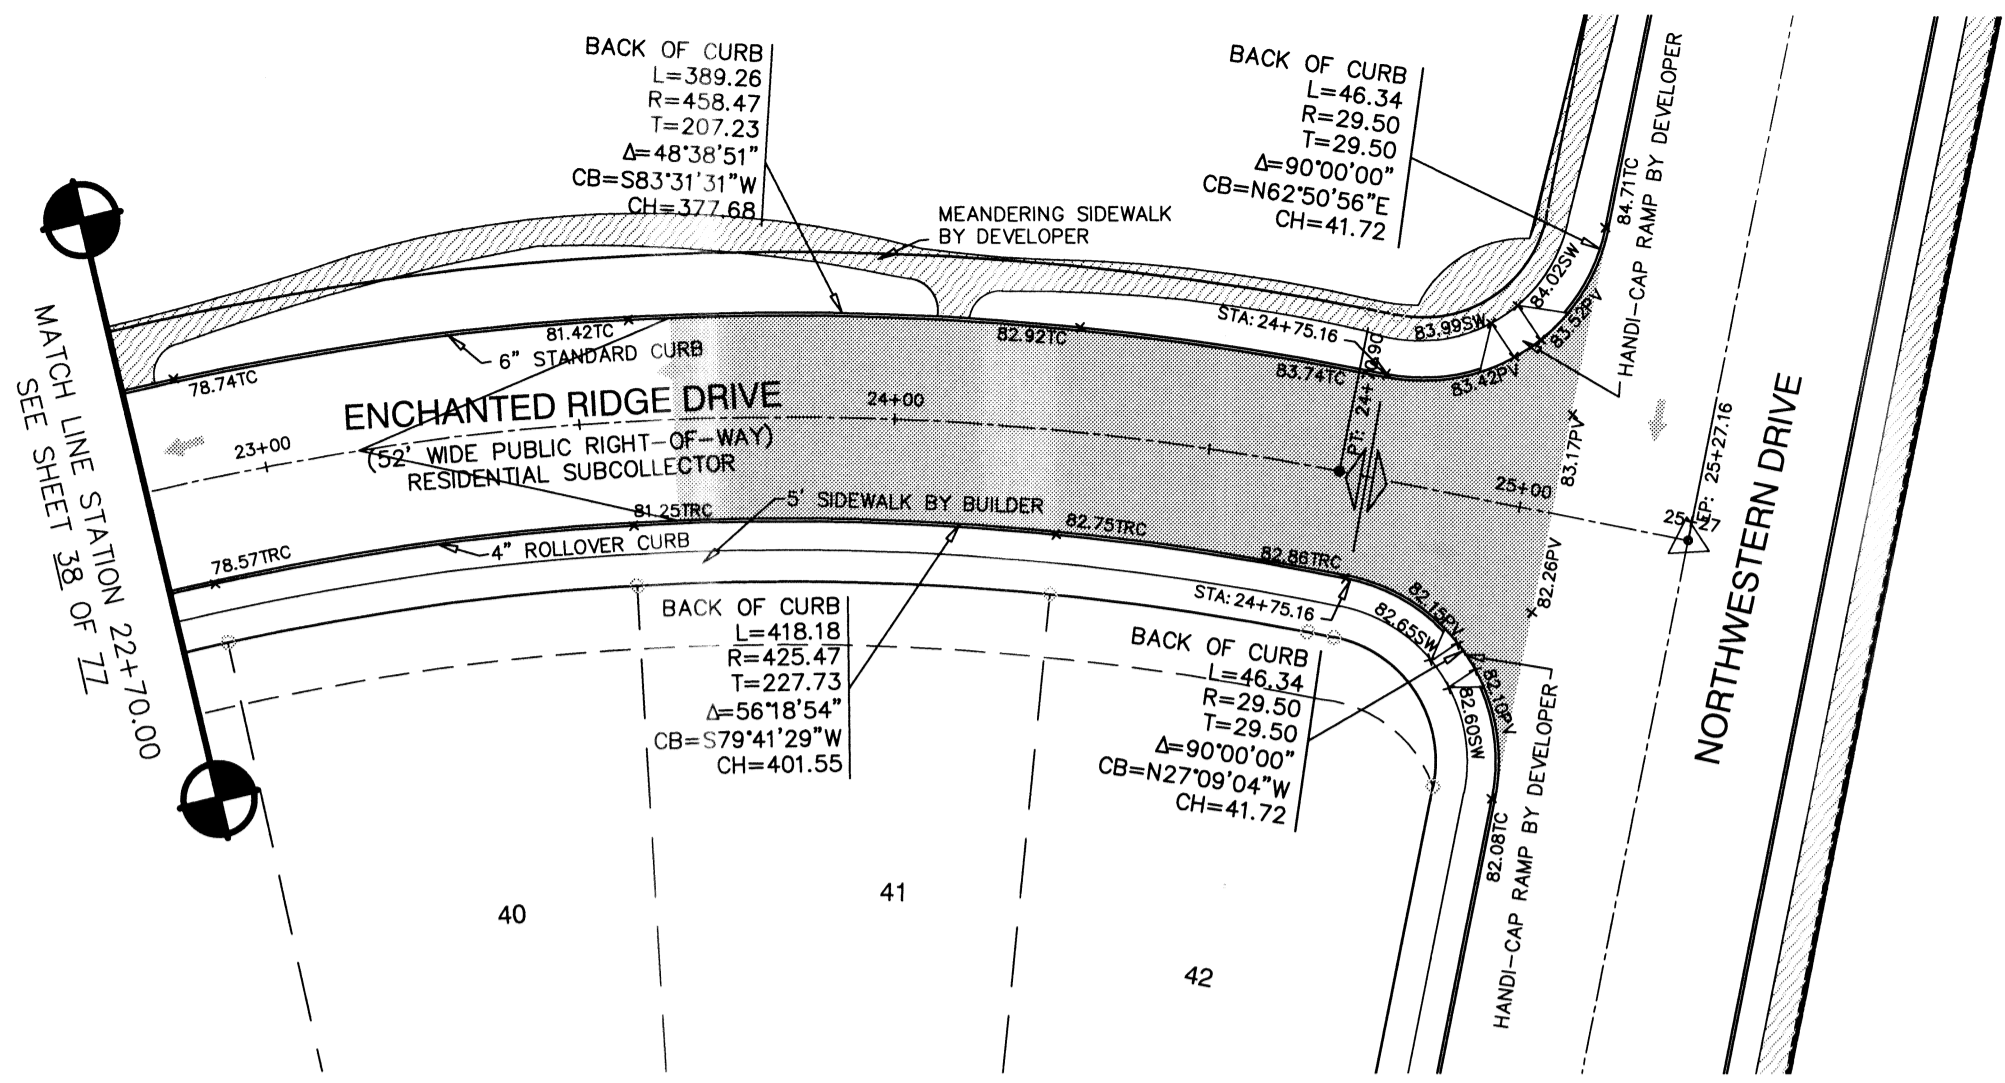 BACK OF CURB
L=389.26
R=458.47
T=207.23
Δ=48°38'51"
CB=S83°31'31"W
CH=377.68
BACK OF CURB
L=46.34
R=29.50
T=29.50
Δ=90°00'00"
CB=N62°50'56"E
CH=41.72
MEANDERING SIDEWALK
BY DEVELOPER
HANDI-CAP RAMP BY DEVELOPER
84.71TC
84.02SW
83.52PV
83.99SW
83.42PV
STA: 24+75.16
81.42TC
82.92TC
83.74TC
78.74TC
6" STANDARD CURB
ENCHANTED RIDGE DRIVE
(52' WIDE PUBLIC RIGHT-OF-WAY)
RESIDENTIAL SUBCOLLECTOR
23+00
24+00
25+00
25+27
EP: 25+27.16
83.17PV
82.26PV
NORTHWESTERN DRIVE
MATCH LINE STATION 22+70.00
SEE SHEET 38 OF 77
81.25TRC
5' SIDEWALK BY BUILDER
82.75TRC
82.86TRC
78.57TRC
4" ROLLOVER CURB
STA: 24+75.16
82.15PV
82.65SW
82.10PV
82.60SW
82.08TC
HANDI-CAP RAMP BY DEVELOPER
BACK OF CURB
L=418.18
R=425.47
T=227.73
Δ=56°18'54"
CB=S79°41'29"W
CH=401.55
BACK OF CURB
L=46.34
R=29.50
T=29.50
Δ=90°00'00"
CB=N27°09'04"W
CH=41.72
40
41
42